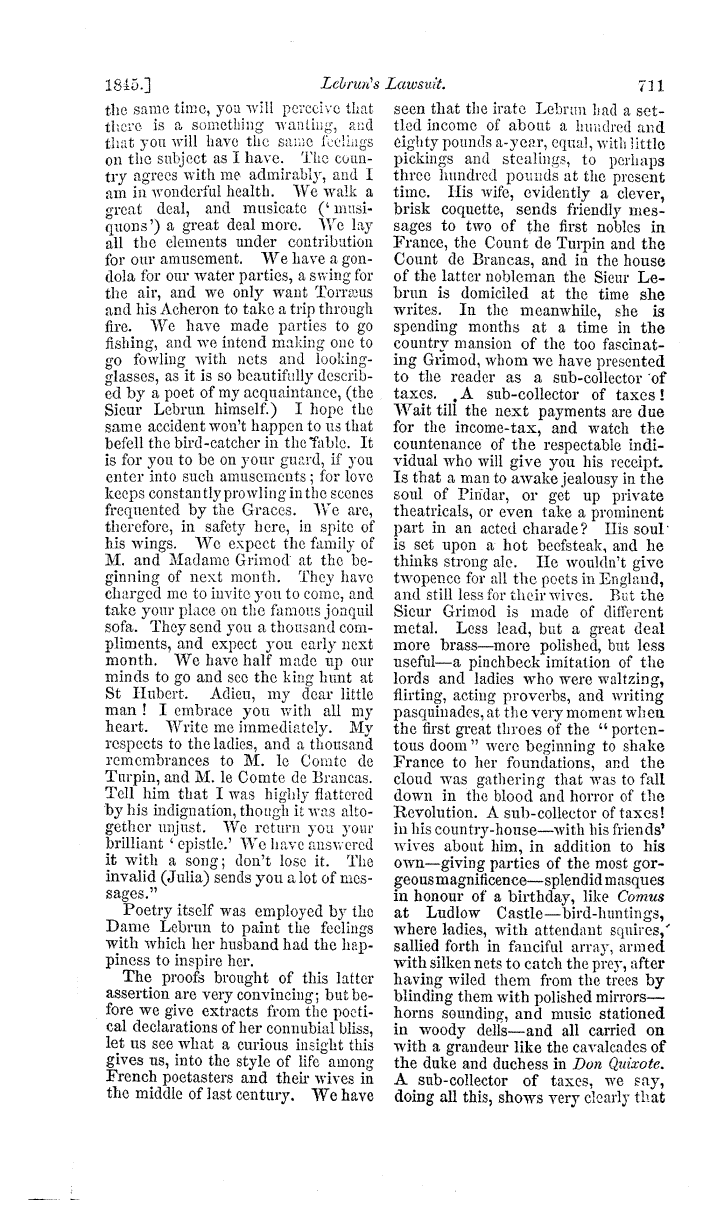 1845.] Lebrun's Lawsuit. 711
the same time, you will perceive that
there is a something wanting, and
that you will have the same feelings
on the subject as I have. The coun-
try agrees with me admirably, and I
am in wonderful health. We walk a
great deal, and musicate (‘musi-
quons’) a great deal more. We lay
all the elements under contribution
for our amusement. We have a gon-
dola for our water parties, a swing for
the air, and we only want Torræus
and his Acheron to take a trip through
fire. We have made parties to go
fishing, and we intend making one to
go fowling with nets and looking-
glasses, as it is so beautifully describ-
ed by a poet of my acquaintance, (the
Sieur Lebrun himself.) I hope the
same accident won't happen to us that
befell the bird-catcher in the fable. It
is for you to be on your guard, if you
enter into such amusements; for love
keeps constantly prowling in the scenes
frequented by the Graces. We are,
therefore, in safety here, in spite of
his wings. We expect the family of
M. and Madame Grimod at the be-
ginning of next month. They have
charged me to invite you to come, and
take your place on the famous jonquil
sofa. They send you a thousand com-
pliments, and expect you early next
month. We have half made up our
minds to go and see the king hunt at
St Hubert. Adieu, my dear little
man! I embrace you with all my
heart. Write me immediately. My
respects to the ladies, and a thousand
remembrances to M. le Comte de
Turpin, and M. le Comte de Brancas.
Tell him that I was highly flattered
by his indignation, though it was alto-
gether unjust. We return you your
brilliant ‘epistle.’ We have answered
it with a song; don't lose it. The
invalid (Julia) sends you a lot of mes-
sages.”
Poetry itself was employed by the
Dame Lebrun to paint the feelings
with which her husband had the hap-
piness to inspire her.
The proofs brought of this latter
assertion are very convincing; but be-
fore we give extracts from the poeti-
cal declarations of her connubial bliss,
let us see what a curious insight this
gives us, into the style of life among
French poetasters and their wives in
the middle of last century. We have
seen that the irate Lebrun had a set-
tled income of about a hundred and
eighty pounds a-year, equal, with little
pickings and stealings, to perhaps
three hundred pounds at the present
time. His wife, evidently a clever,
brisk coquette, sends friendly mes-
sages to two of the first nobles in
France, the Count de Turpin and the
Count de Brancas, and in the house
of the latter nobleman the Sieur Le-
brun is domiciled at the time she
writes. In the meanwhile, she is
spending months at a time in the
country mansion of the too fascinat-
ing Grimod, whom we have presented
to the reader as a sub-collector of
taxes. A sub-collector of taxes!
Wait till the next payments are due
for the income-tax, and watch the
countenance of the respectable indi-
vidual who will give you his receipt.
Is that a man to awake jealousy in the
soul of Pindar, or get up private
theatricals, or even take a prominent
part in an acted charade? His soul
is set upon a hot beefsteak, and he
thinks strong ale. He wouldn't give
twopence for all the poets in England,
and still less for their wives. But the
Sieur Grimod is made of different
metal. Less lead, but a great deal
more brass—more polished, but less
useful—a pinchbeck imitation of the
lords and ladies who were waltzing,
flirting, acting proverbs, and writing
pasquinades, at the very moment when
the first great throes of the “porten-
tous doom” were beginning to shake
France to her foundations, and the
cloud was gathering that was to fall
down in the blood and horror of the
Revolution. A sub-collector of taxes!
in his country-house—with his friends'
wives about him, in addition to his
own—giving parties of the most gor-
geous magnificence—splendid masques
in honour of a birthday, like Comus
at Ludlow Castle—bird-huntings,
where ladies, with attendant squires,
sallied forth in fanciful array, armed
with silken nets to catch the prey, after
having wiled them from the trees by
blinding them with polished mirrors—
horns sounding, and music stationed
in woody dells—and all carried on
with a grandeur like the cavalcades of
the duke and duchess in Don Quixote.
A sub-collector of taxes, we say,
doing all this, shows very clearly that